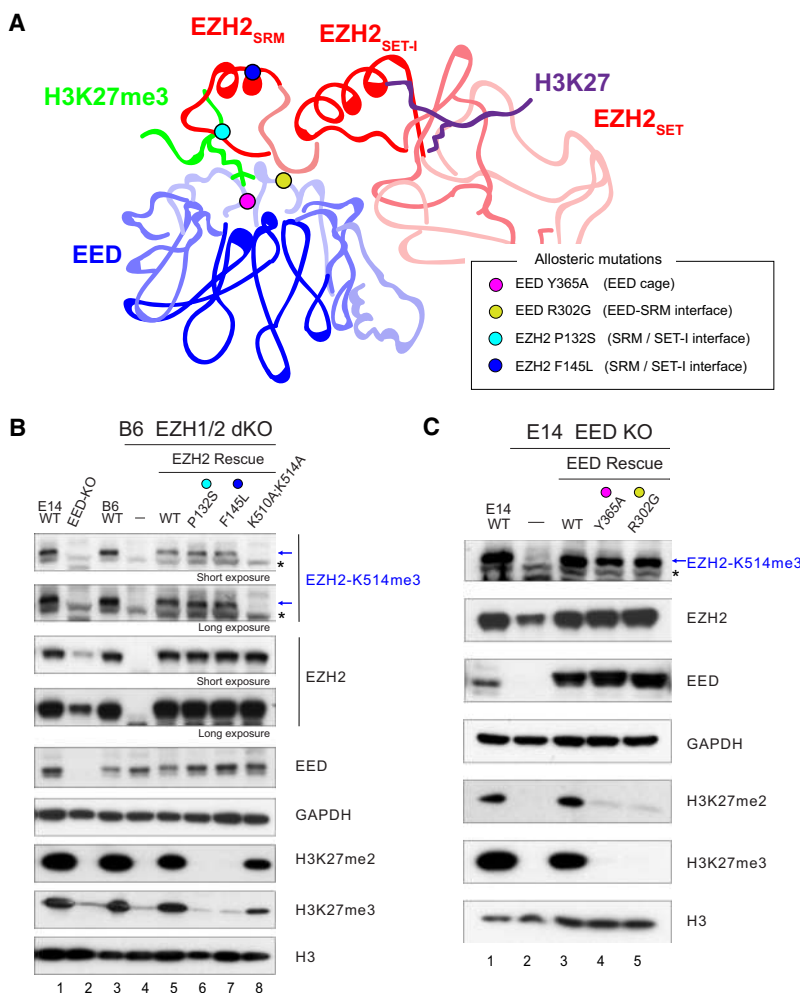 A
EZH2SRM
EZH2SET-I
H3K27me3
H3K27
EZH2SET
EED
Allosteric mutations
EED Y365A (EED cage)
EED R302G (EED-SRM interface)
EZH2 P132S (SRM / SET-I interface)
EZH2 F145L (SRM / SET-I interface)
B
B6 EZH1/2 dKO
EZH2 Rescue
E14 WT
EED-KO
B6 WT
–
WT
P132S
F145L
K510A;K514A
Short exposure
*
EZH2-K514me3
Long exposure
*
Short exposure
EZH2
Long exposure
EED
GAPDH
H3K27me2
H3K27me3
H3
1 2 3 4 5 6 7 8
C
E14 EED KO
EED Rescue
E14 WT
—
WT
Y365A
R302G
EZH2-K514me3
*
EZH2
EED
GAPDH
H3K27me2
H3K27me3
H3
1 2 3 4 5